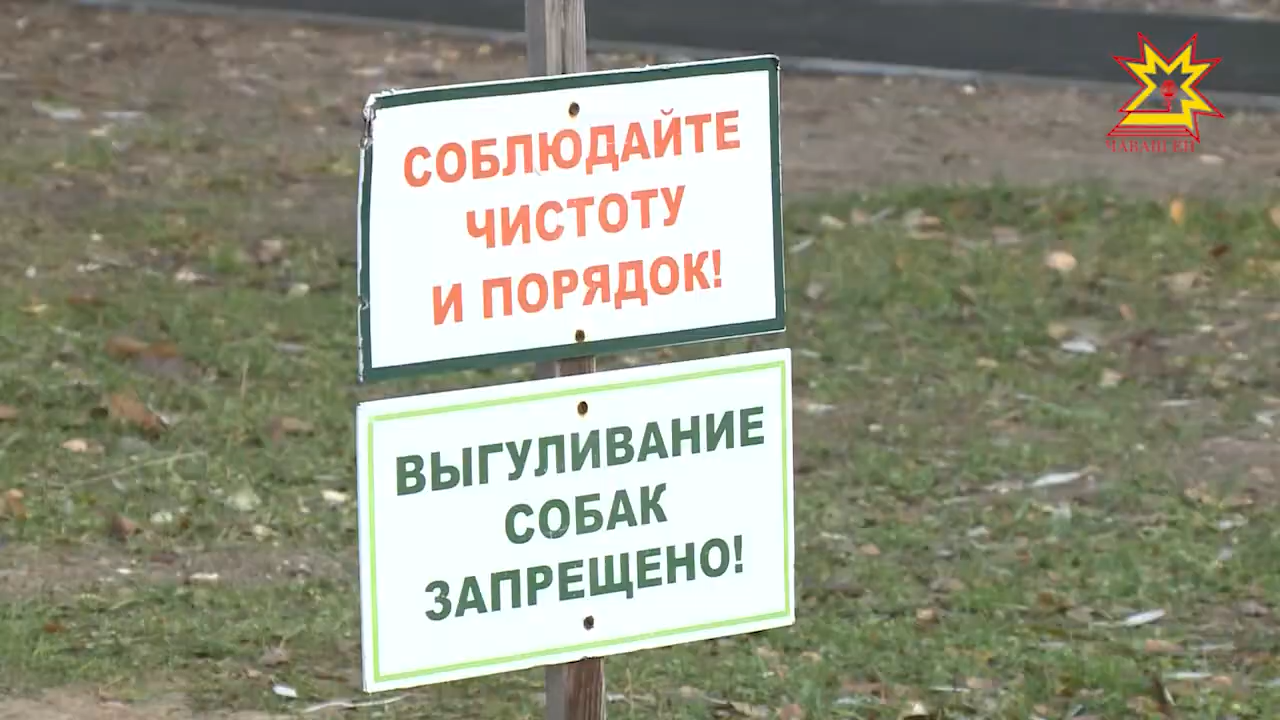 СОБЛЮДАЙТЕ
ЧИСТОТУ
И ПОРЯДОК!
ВЫГУЛИВАНИЕ
СОБАК
ЗАПРЕЩЕНО!